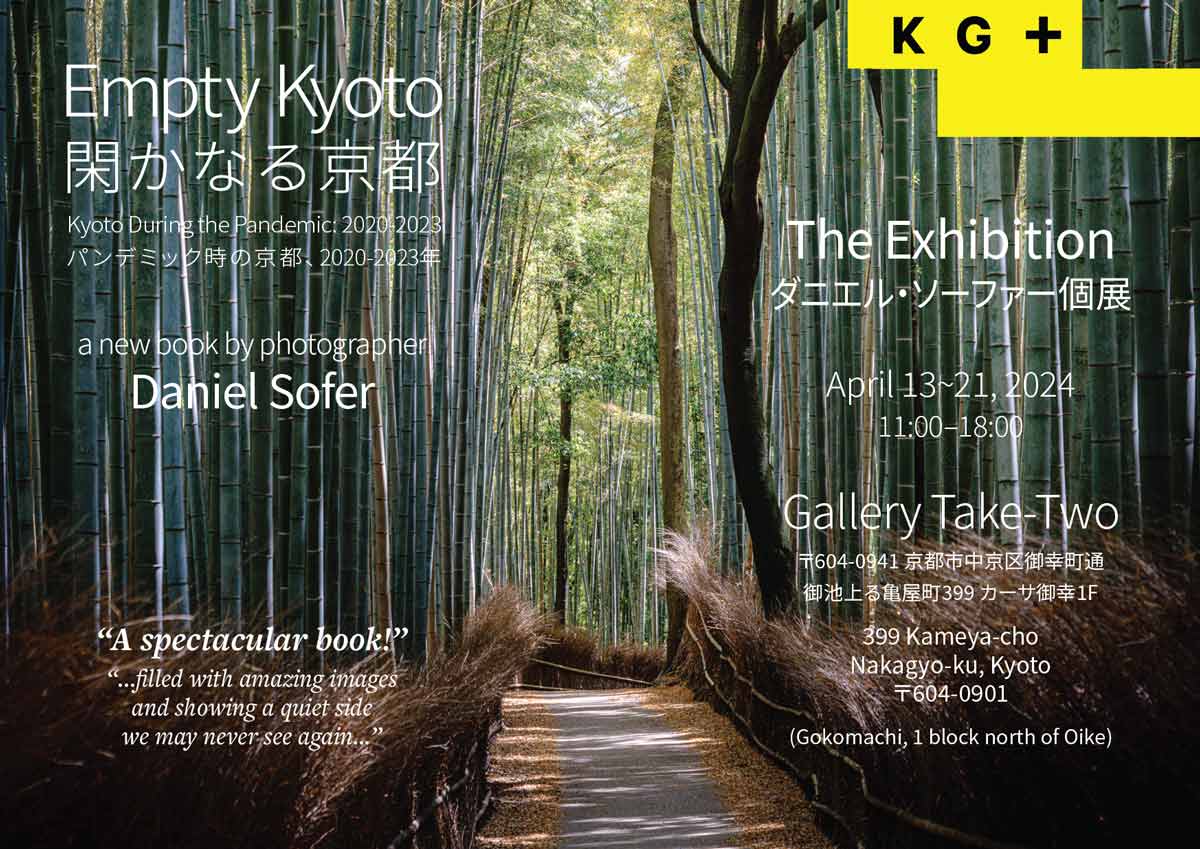 Empty Kyoto
閑かなる京都
Kyoto During the Pandemic: 2020-2023
パンデミック時の京都、2020-2023年
a new book by photographer
Daniel Sofer
“A spectacular book!”
“...filled with amazing images
and showing a quiet side
we may never see again...”
KG+
The Exhibition
ダニエル・ソーファー個展
April 13~21, 2024
11:00–18:00
Gallery Take-Two
〒604-0941 京都市中京区御幸町通
御池上る亀屋町399 カーサ御幸1F
399 Kameya-cho
Nakagyo-ku, Kyoto
〒604-0901
(Gokomachi, 1 block north of Oike)